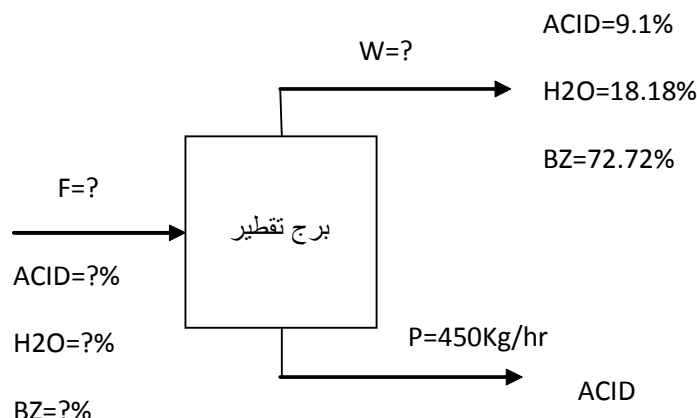 ACID=9.1%
W=?
H2O=18.18%
BZ=72.72%
F=?
برج تقطير
ACID=?%
H2O=?%
P=450Kg/hr
ACID
BZ=?%